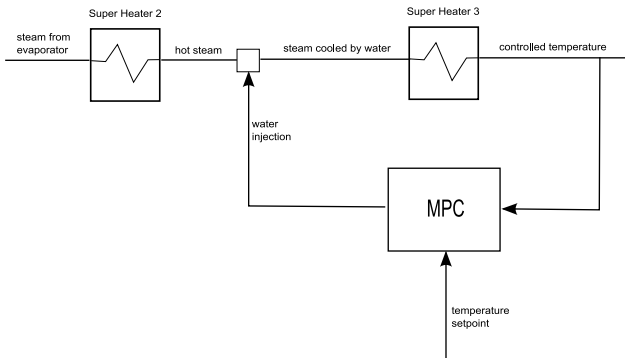 Super Heater 2
Super Heater 3
steam from
evaporator
hot steam
steam cooled by water
controlled temperature
water
injection
MPC
temperature
setpoint